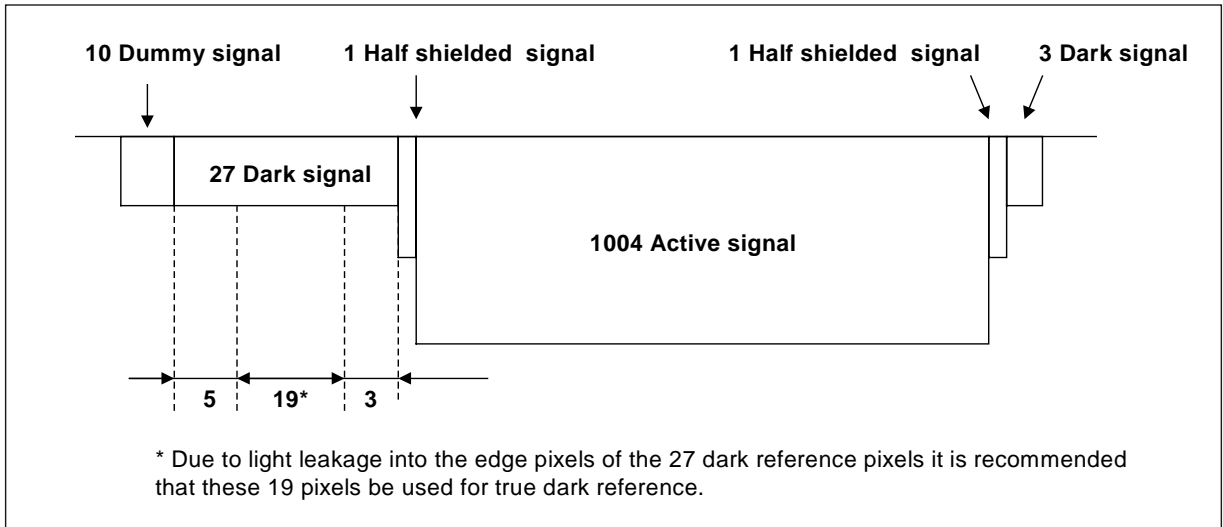 10 Dummy signal
1 Half shielded signal
1 Half shielded signal
3 Dark signal
27 Dark signal
1004 Active signal
5
19*
3
* Due to light leakage into the edge pixels of the 27 dark reference pixels it is recommended
that these 19 pixels be used for true dark reference.